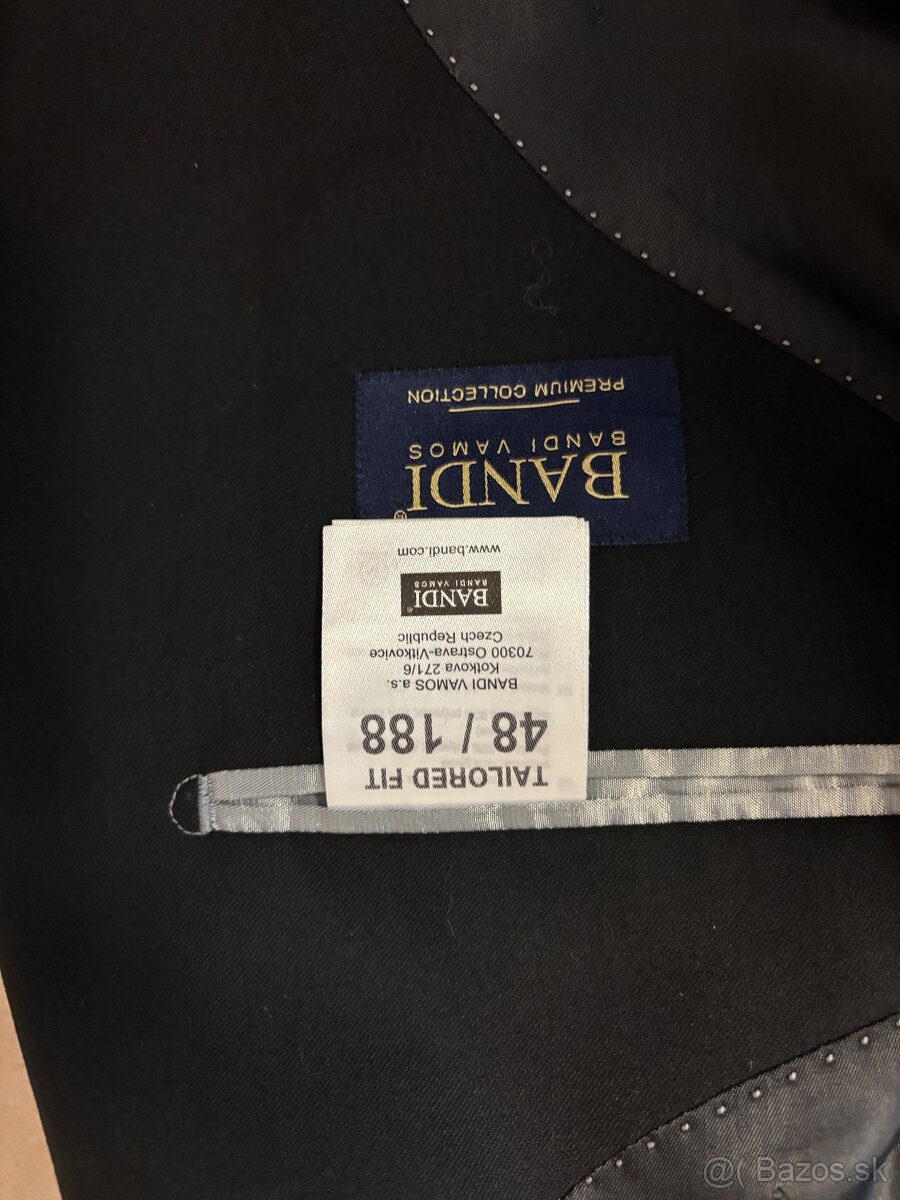 BANDI®
BANDI VAMOS
PREMIUM COLLECTION
TAILORED FIT
48 / 188
BANDI VAMOS a.s.
Kotkova 271/6
70300 Ostrava-Vítkovice
Czech Republic
BANDI®
BANDI VAMOS
www.bandi.com
@( Bazos.sk